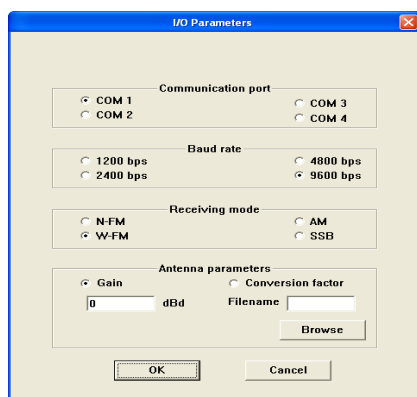 I/O Parameters
Communication port
COM 1
COM 3
COM 2
COM 4
Baud rate
1200 bps
4800 bps
2400 bps
9600 bps
Receiving mode
N-FM
AM
W-FM
SSB
Antenna parameters
Gain
Conversion factor
0 dBd
Filename
Browse
OK
Cancel